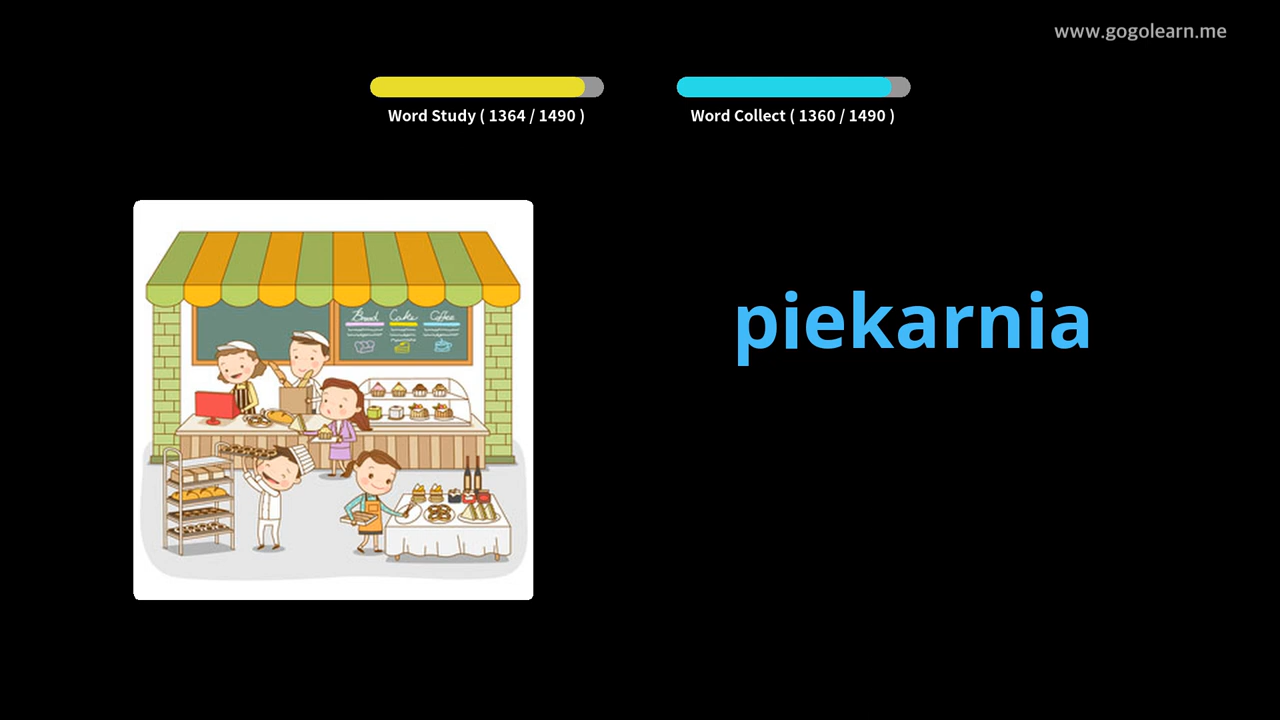 www.gogolearn.me
Word Study ( 1364 / 1490 )
Word Collect ( 1360 / 1490 )
Bread Cake Coffee
piekarnia